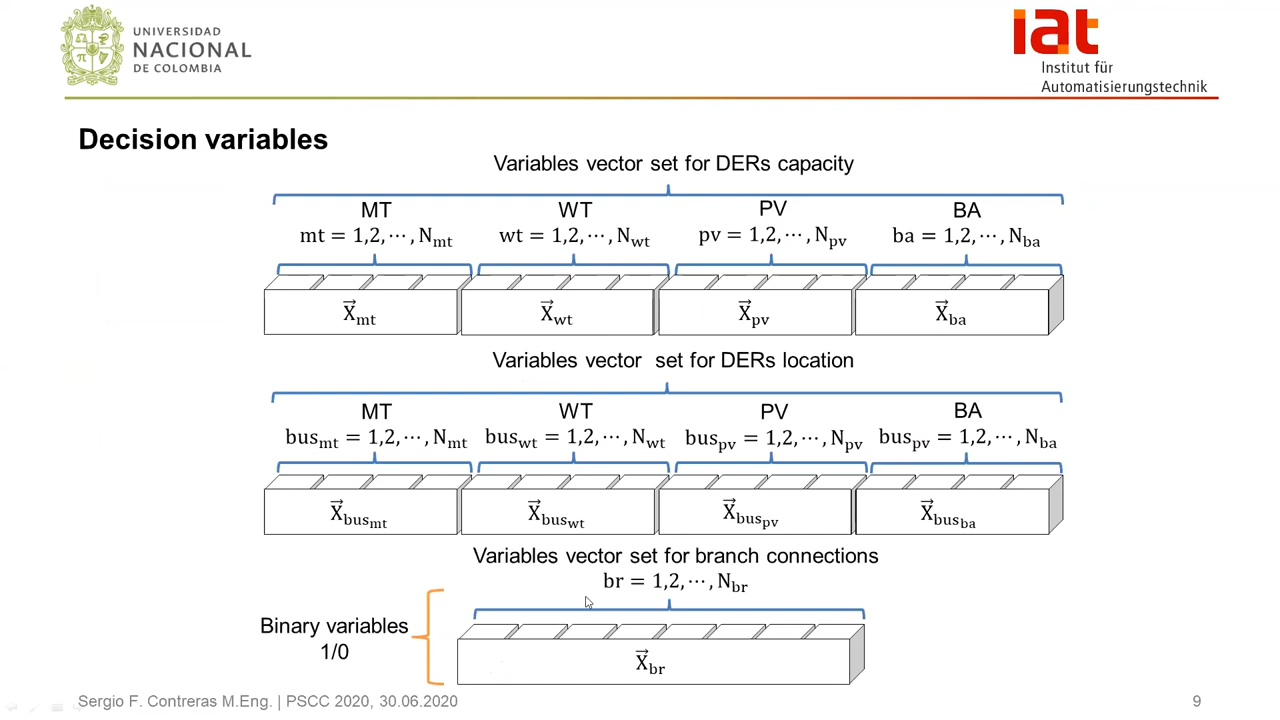 UNIVERSIDAD
NACIONAL
DE COLOMBIA
iat
Institut für
Automatisierungstechnik
Decision variables
Variables vector set for DERs capacity
MT WT PV BA
mt = 1,2,⋯,N_mt wt = 1,2,⋯,N_wt pv = 1,2,⋯,N_pv ba = 1,2,⋯,N_ba
X⃗_mt X⃗_wt X⃗_pv X⃗_ba
Variables vector set for DERs location
MT WT PV BA
bus_mt = 1,2,⋯,N_mt bus_wt = 1,2,⋯,N_wt bus_pv = 1,2,⋯,N_pv bus_pv = 1,2,⋯,N_ba
X⃗_bus_mt X⃗_bus_wt X⃗_bus_pv X⃗_bus_ba
Variables vector set for branch connections
br = 1,2,⋯,N_br
Binary variables
1/0
X⃗_br
Sergio F. Contreras M.Eng. | PSCC 2020, 30.06.2020 9